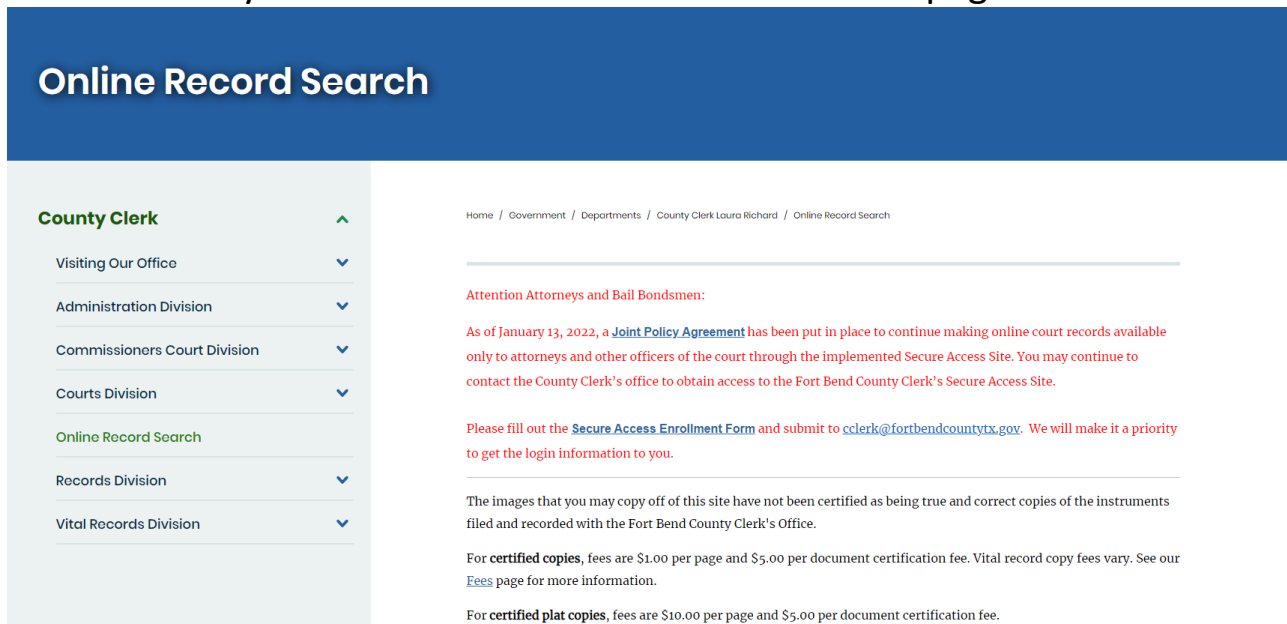 Online Record Search
County Clerk
Visiting Our Office
Administration Division
Commissioners Court Division
Courts Division
Online Record Search
Records Division
Vital Records Division
Home / Government / Departments / County Clerk Laura Richard / Online Record Search
Attention Attorneys and Bail Bondsmen:
As of January 13, 2022, a Joint Policy Agreement has been put in place to continue making online court records available
only to attorneys and other officers of the court through the implemented Secure Access Site. You may continue to
contact the County Clerk's office to obtain access to the Fort Bend County Clerk's Secure Access Site.
Please fill out the Secure Access Enrollment Form and submit to cclerk@fortbendcountytx.gov. We will make it a priority
to get the login information to you.
The images that you may copy off of this site have not been certified as being true and correct copies of the instruments
filed and recorded with the Fort Bend County Clerk's Office.
For certified copies, fees are $1.00 per page and $5.00 per document certification fee. Vital record copy fees vary. See our
Fees page for more information.
For certified plat copies, fees are $10.00 per page and $5.00 per document certification fee.